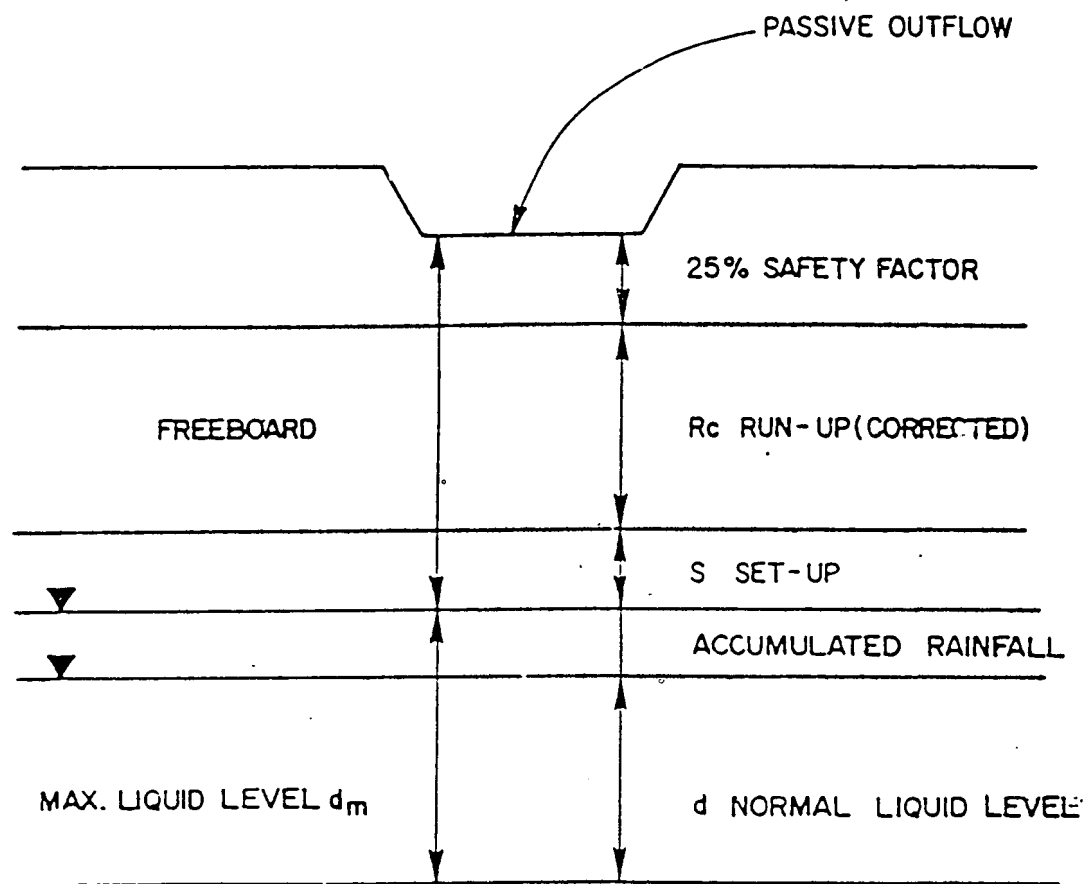 PASSIVE OUTFLOW
25% SAFETY FACTOR
FREEBOARD
Rc RUN-UP(CORRECTED)
S SET-UP
ACCUMULATED RAINFALL
MAX. LIQUID LEVEL dm
d NORMAL LIQUID LEVEL